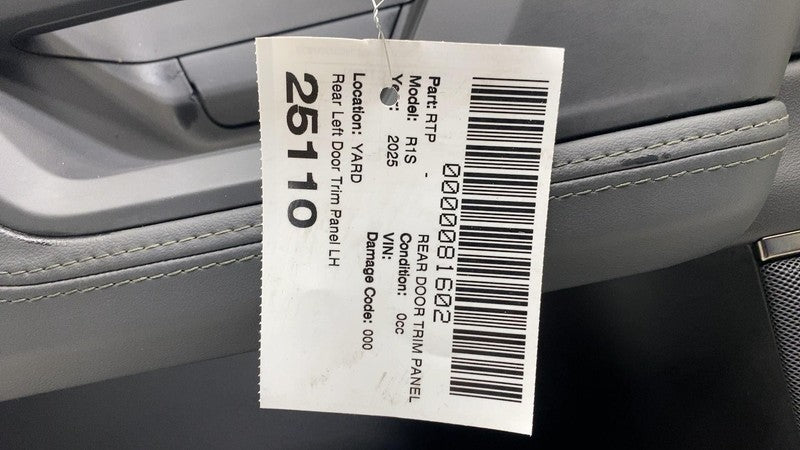 0000081602
Part: RTP - REAR DOOR TRIM PANEL
Model: R1S Condition: 0cc
Year: 2025 VIN:
Damage Code: 000
Location: YARD
Rear Left Door Trim Panel LH
25110